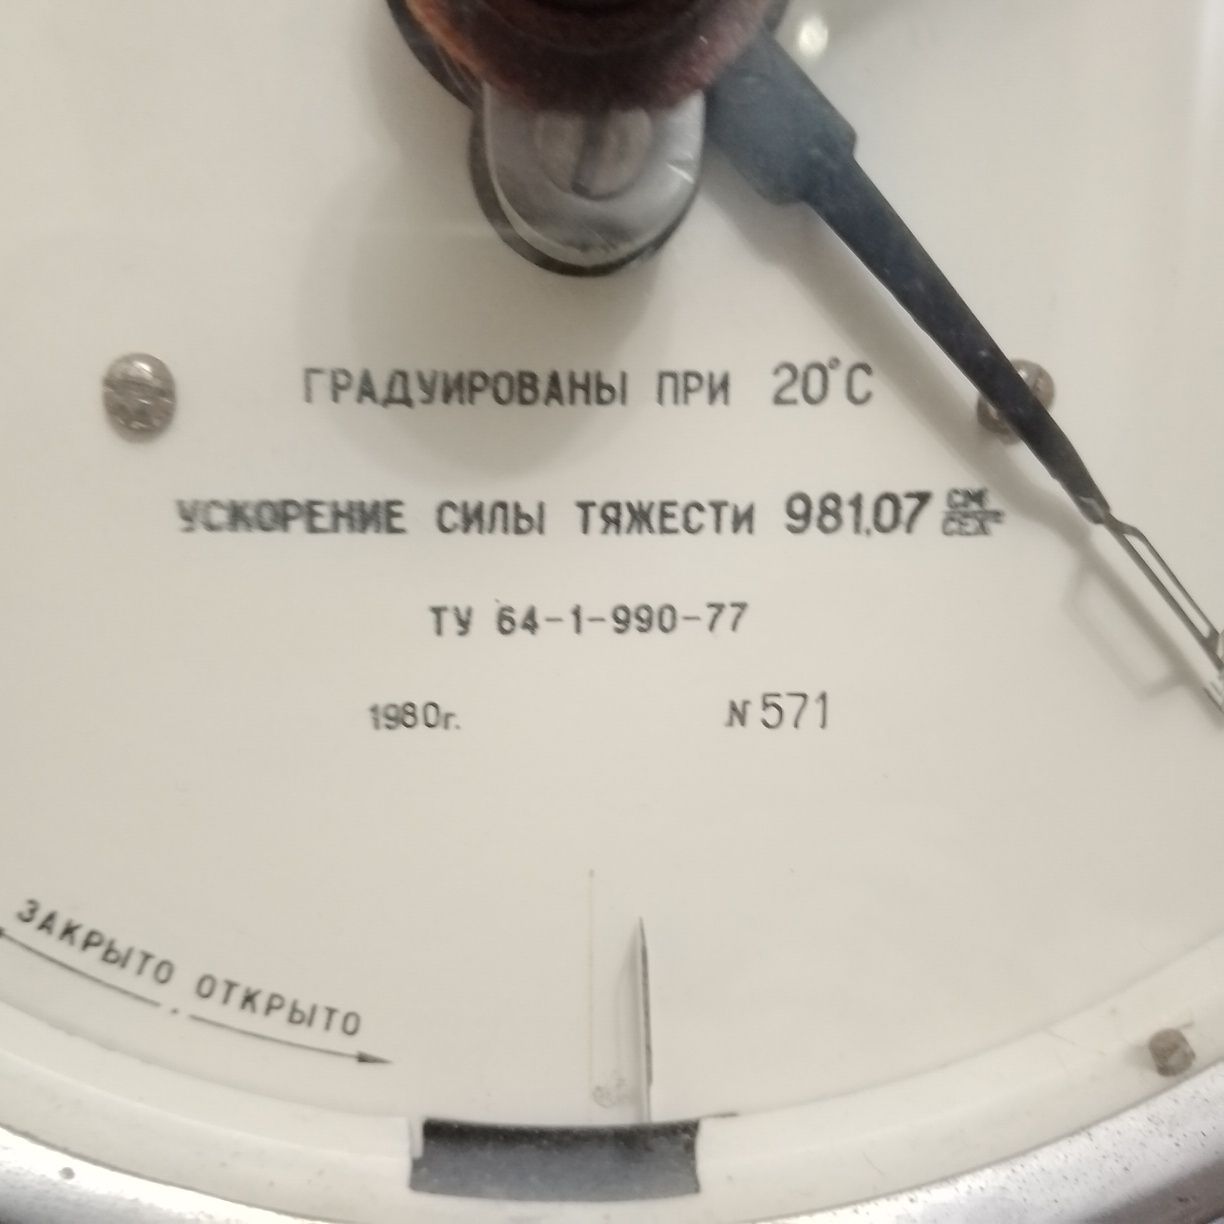 ГРАДУИРОВАНЫ ПРИ 20°С
УСКОРЕНИЕ СИЛЫ ТЯЖЕСТИ 981,07 СМ/СЕК²
ТУ 64-1-990-77
1980г. N 571
ЗАКРЫТО ОТКРЫТО